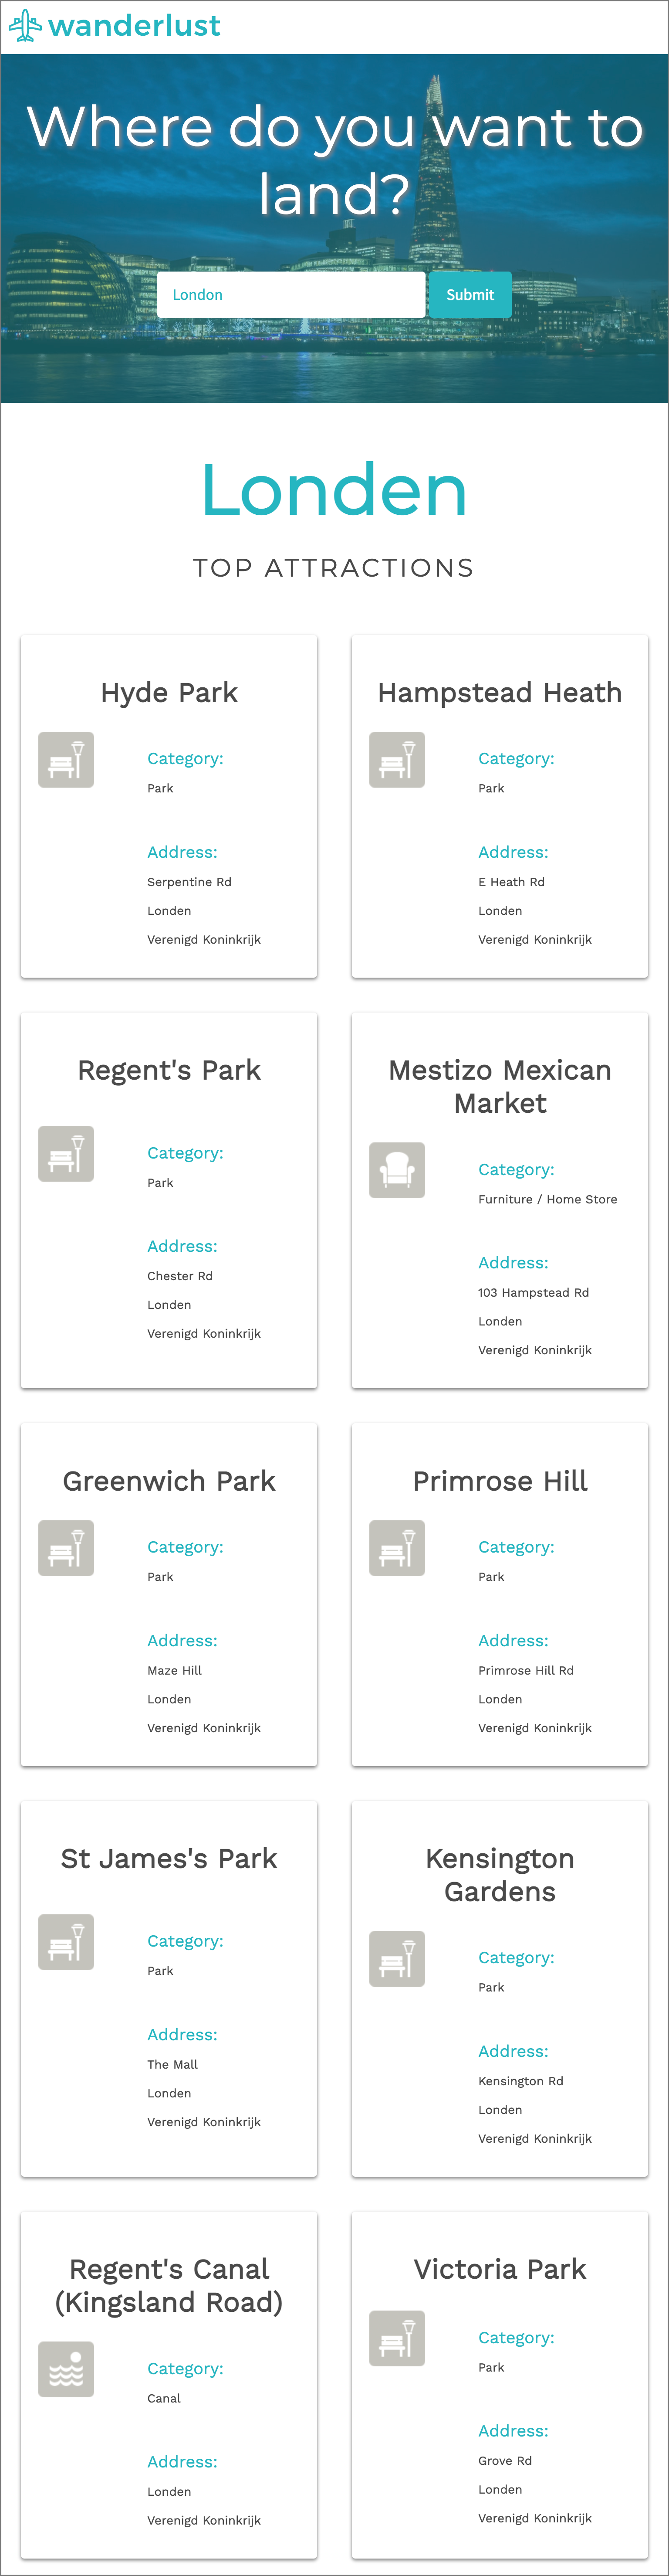 wanderlust
Where do you want to
land?
London
Submit
Londen
TOP ATTRACTIONS
Hyde Park
Category:
Park
Address:
Serpentine Rd
Londen
Verenigd Koninkrijk
Hampstead Heath
Category:
Park
Address:
E Heath Rd
Londen
Verenigd Koninkrijk
Regent's Park
Category:
Park
Address:
Chester Rd
Londen
Verenigd Koninkrijk
Mestizo Mexican
Market
Category:
Furniture / Home Store
Address:
103 Hampstead Rd
Londen
Verenigd Koninkrijk
Greenwich Park
Category:
Park
Address:
Maze Hill
Londen
Verenigd Koninkrijk
Primrose Hill
Category:
Park
Address:
Primrose Hill Rd
Londen
Verenigd Koninkrijk
St James's Park
Category:
Park
Address:
The Mall
Londen
Verenigd Koninkrijk
Kensington
Gardens
Category:
Park
Address:
Kensington Rd
Londen
Verenigd Koninkrijk
Regent's Canal
(Kingsland Road)
Category:
Canal
Address:
Londen
Verenigd Koninkrijk
Victoria Park
Category:
Park
Address:
Grove Rd
Londen
Verenigd Koninkrijk